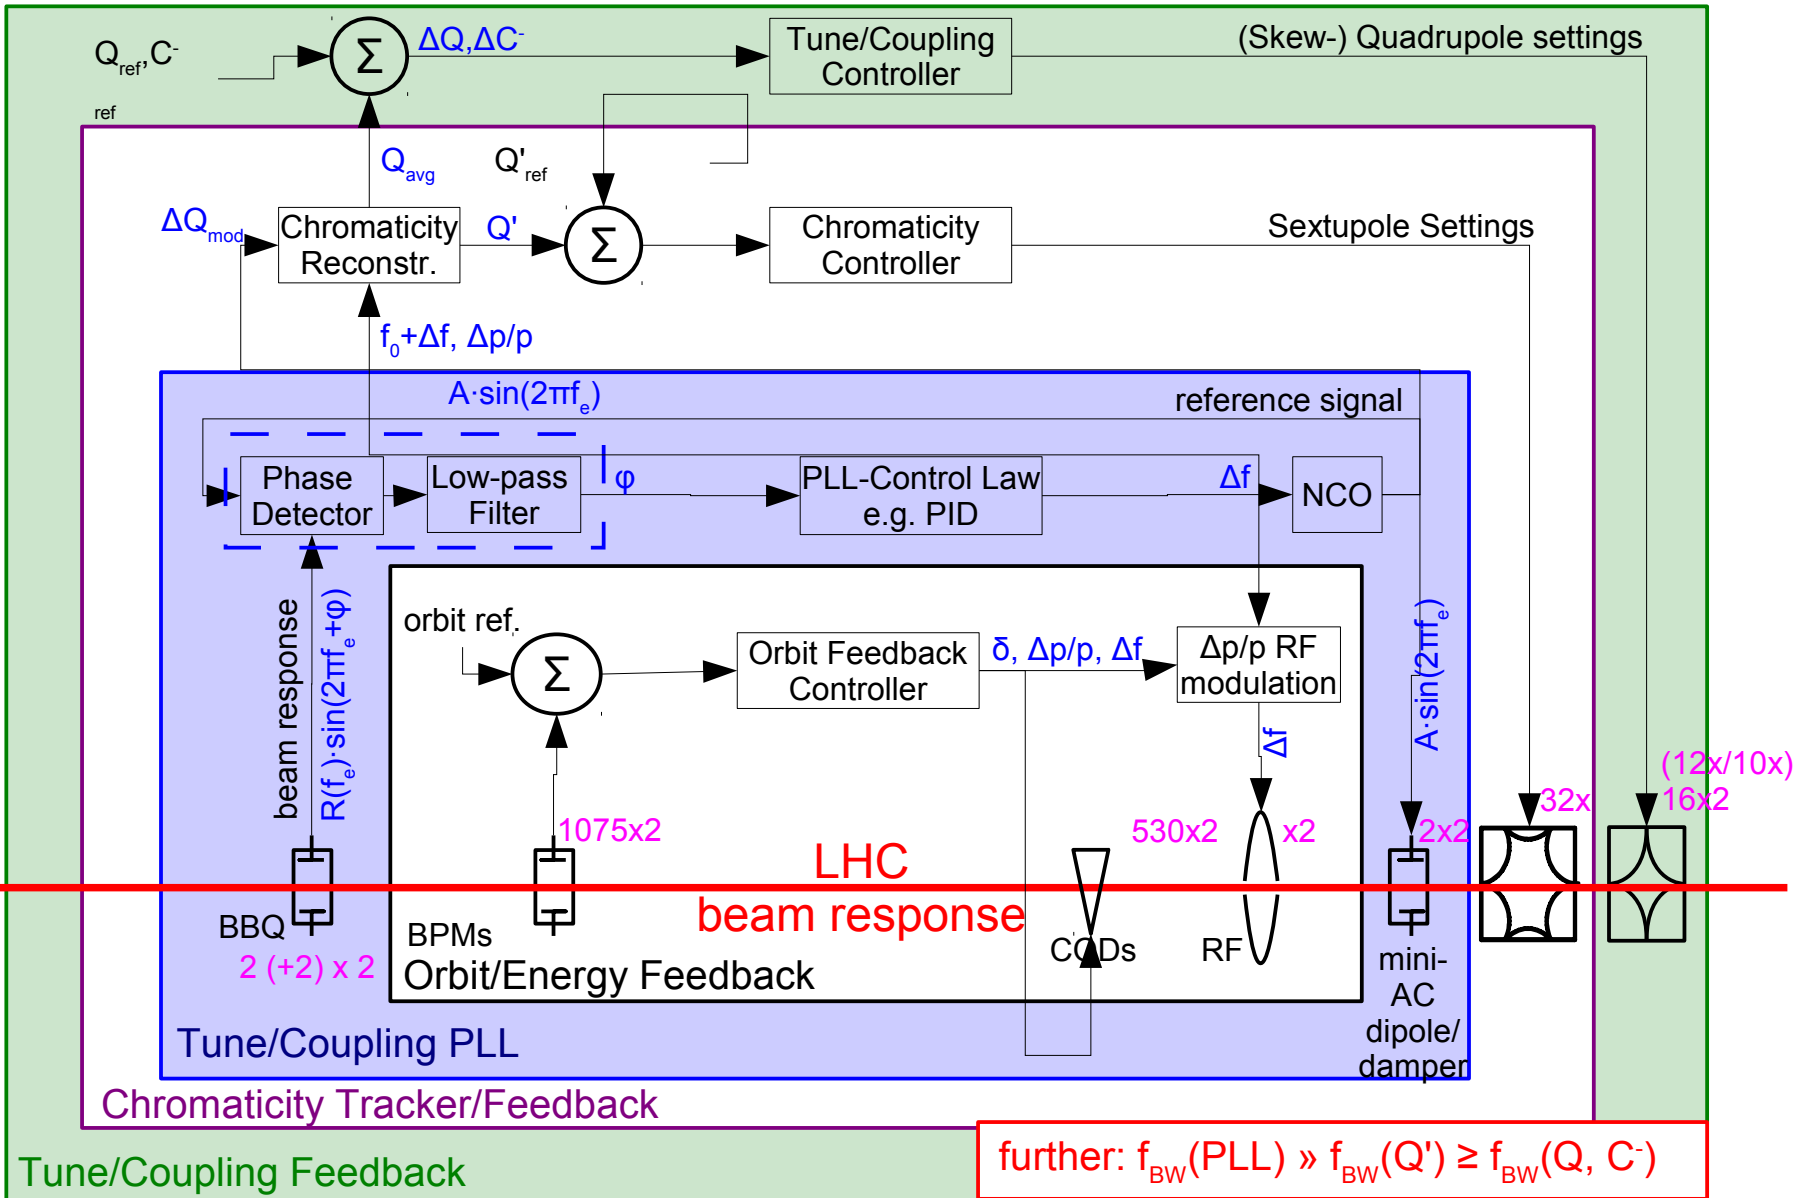 Q_ref,C-
ref
Σ
ΔQ,ΔC-
Tune/Coupling
Controller
(Skew-) Quadrupole settings
Q_avg
Q'_ref
ΔQ_mod
Chromaticity
Reconstr.
Q'
Σ
Chromaticity
Controller
Sextupole Settings
f_0+Δf, Δp/p
A·sin(2πf_e)
reference signal
Phase
Detector
Low-pass
Filter
φ
PLL-Control Law
e.g. PID
Δf
NCO
beam response
R(f_e)·sin(2πf_e+φ)
orbit ref.
Σ
Orbit Feedback
Controller
δ, Δp/p, Δf
Δp/p RF
modulation
Δf
A·sin(2πf_e)
(12x/10x)
16x2
32x
1075x2
530x2
x2
2x2
LHC
beam response
BBQ
2 (+2) x 2
BPMs
CODs
RF
mini-
AC
dipole/
damper
Orbit/Energy Feedback
Tune/Coupling PLL
Chromaticity Tracker/Feedback
Tune/Coupling Feedback
further: f_BW(PLL) » f_BW(Q') ≥ f_BW(Q, C-)